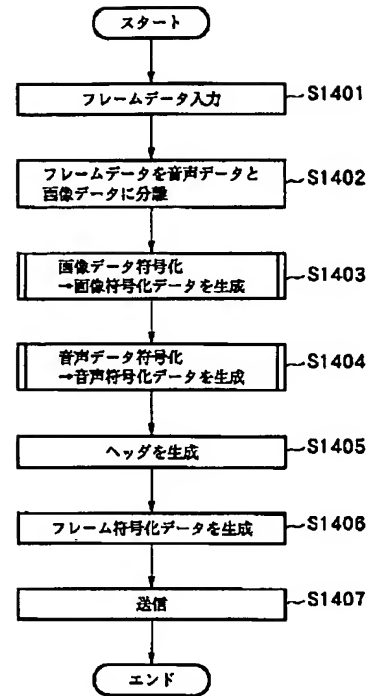 スタート
フレームデータ入力
S1401
フレームデータを音声データと
画像データに分離
S1402
画像データ符号化
→画像符号化データを生成
S1403
音声データ符号化
→音声符号化データを生成
S1404
ヘッダを生成
S1405
フレーム符号化データを生成
S1406
送信
S1407
エンド